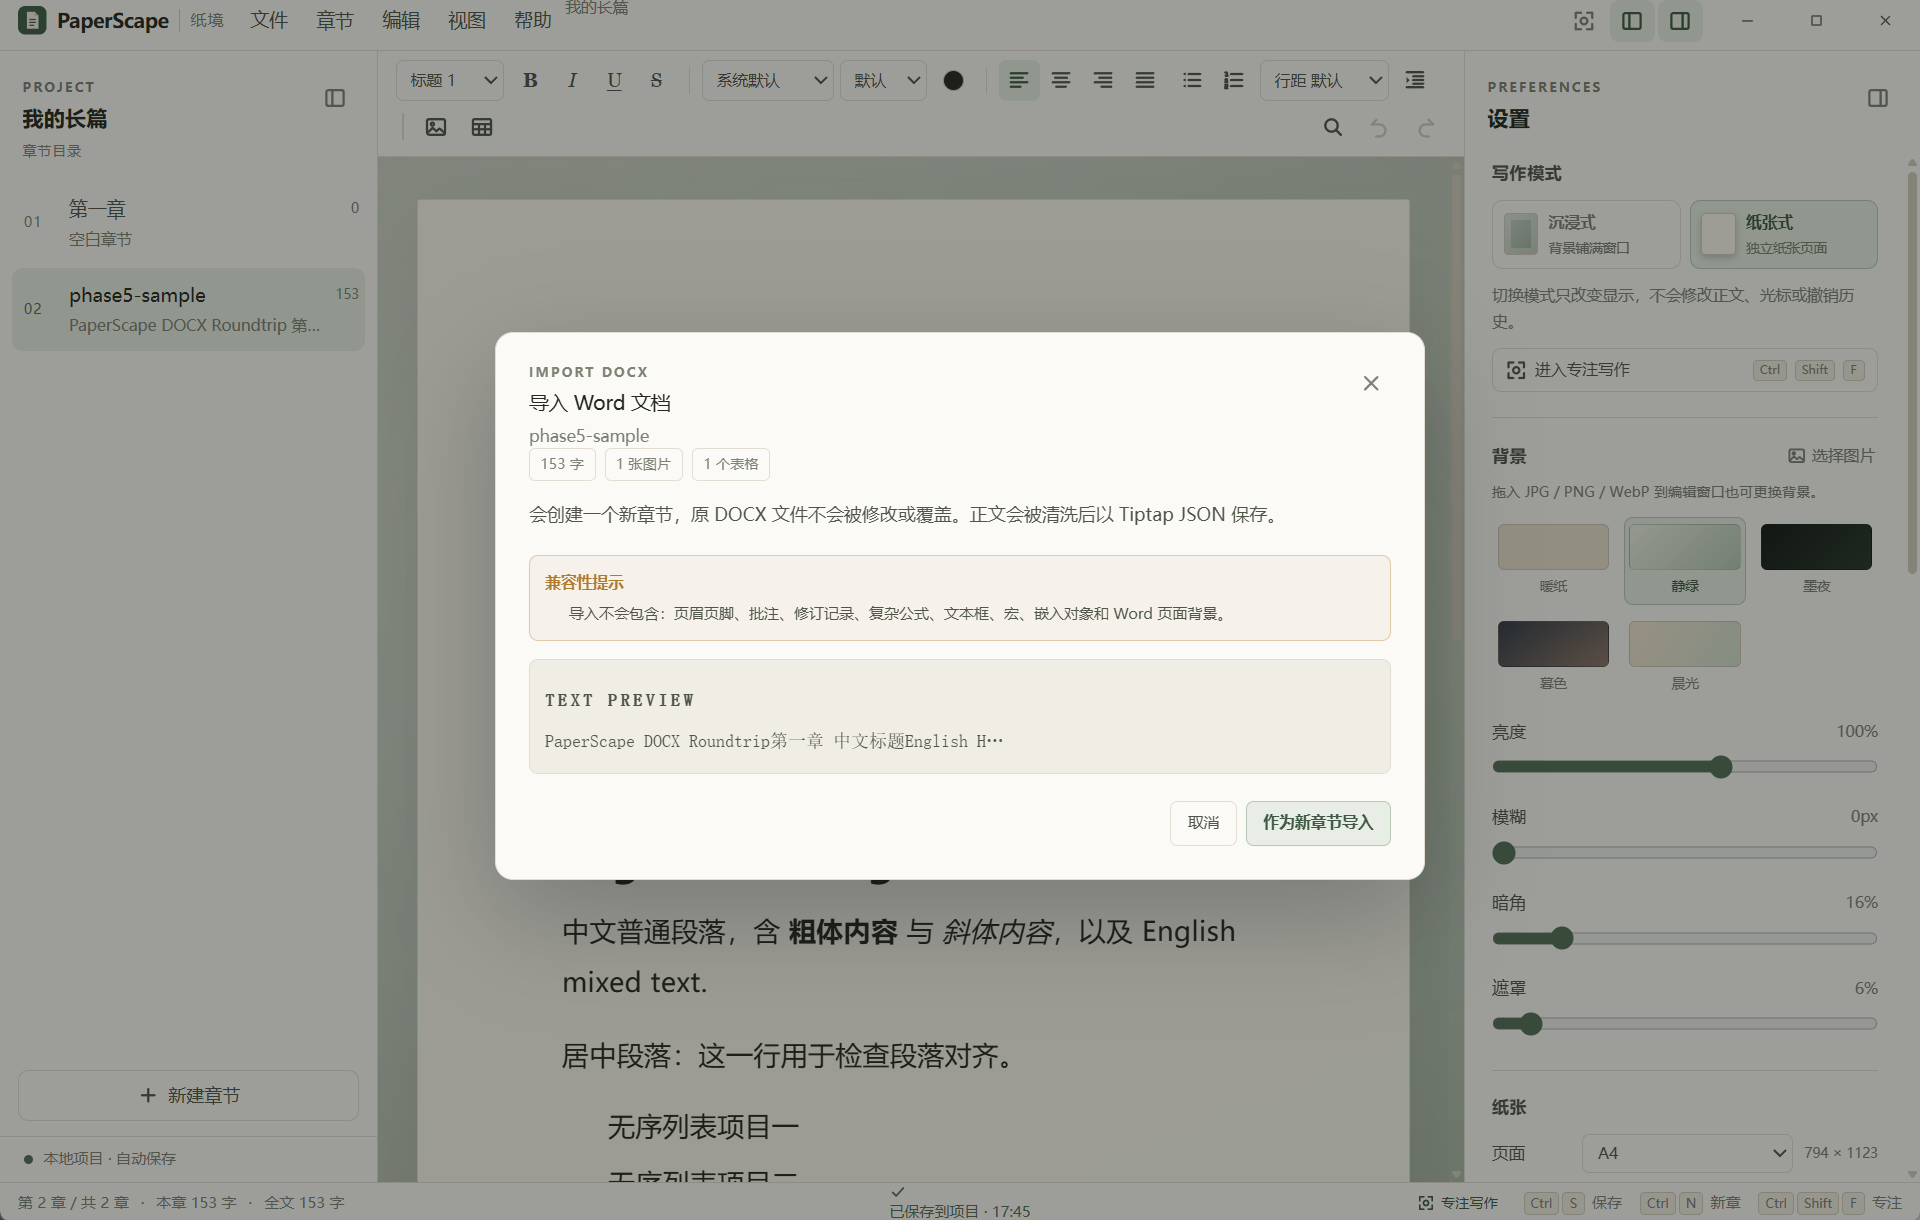 PaperScape 纸境 文件 章节 编辑 视图 帮助 我的长篇
PROJECT
我的长篇
章节目录
01 第一章 0
空白章节
02 phase5-sample 153
PaperScape DOCX Roundtrip 第...
新建章节
本地项目 · 自动保存
标题 1 B I U S 系统默认 默认 行距 默认
IMPORT DOCX
导入 Word 文档
phase5-sample
153 字 1 张图片 1 个表格
会创建一个新章节，原 DOCX 文件不会被修改或覆盖。正文会被清洗后以 Tiptap JSON 保存。
兼容性提示
导入不会包含：页眉页脚、批注、修订记录、复杂公式、文本框、宏、嵌入对象和 Word 页面背景。
TEXT PREVIEW
PaperScape DOCX Roundtrip第一章 中文标题English H…
取消 作为新章节导入
中文普通段落，含 粗体内容 与 斜体内容，以及 English
mixed text.
居中段落：这一行用于检查段落对齐。
无序列表项目一
无序列表项目二
PREFERENCES
设置
写作模式
沉浸式
背景铺满窗口
纸张式
独立纸张页面
切换模式只改变显示，不会修改正文、光标或撤销历
史。
进入专注写作 Ctrl Shift F
背景 选择图片
拖入 JPG / PNG / WebP 到编辑窗口也可更换背景。
暖纸 静绿 墨夜
暮色 晨光
亮度 100%
模糊 0px
暗角 16%
遮罩 6%
纸张
页面 A4 794 × 1123
第 2 章 / 共 2 章 · 本章 153 字 · 全文 153 字
已保存到项目 · 17:45
专注写作 Ctrl S 保存 Ctrl N 新章 Ctrl Shift F 专注